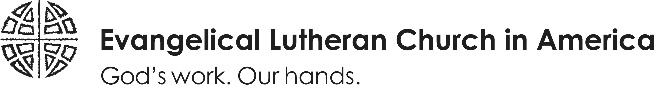 Evangelical Lutheran Church in America
God's work. Our hands.